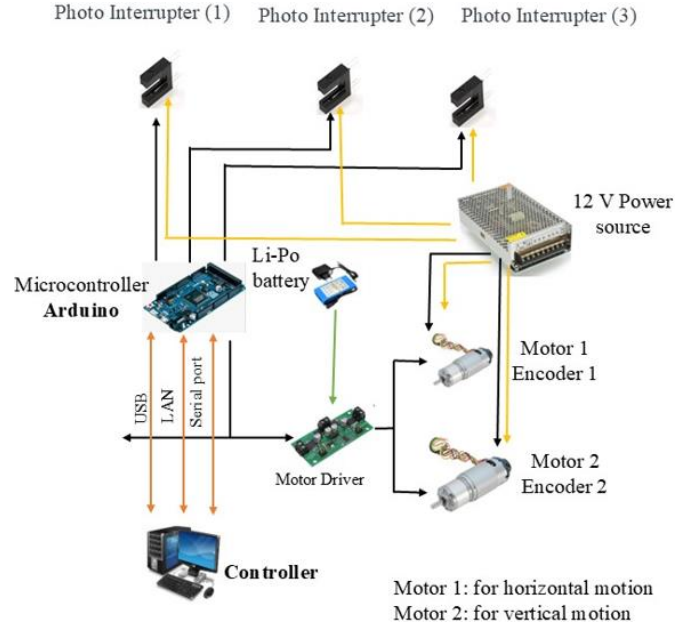 Photo Interrupter (1)
Photo Interrupter (2)
Photo Interrupter (3)
12 V Power
source
Li-Po
battery
Microcontroller
Arduino
Motor 1
Encoder 1
USB
LAN
Serial port
Motor Driver
Motor 2
Encoder 2
Controller
Motor 1: for horizontal motion
Motor 2: for vertical motion